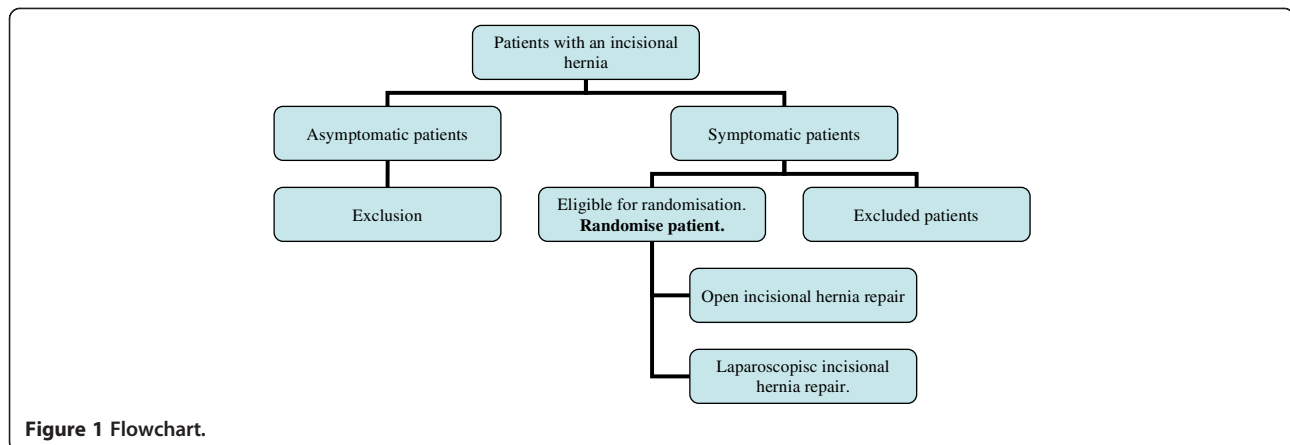 Patients with an incisional
hernia
Asymptomatic patients
Symptomatic patients
Exclusion
Eligible for randomisation.
Randomise patient.
Excluded patients
Open incisional hernia repair
Laparoscopisc incisional
hernia repair.
Figure 1 Flowchart.